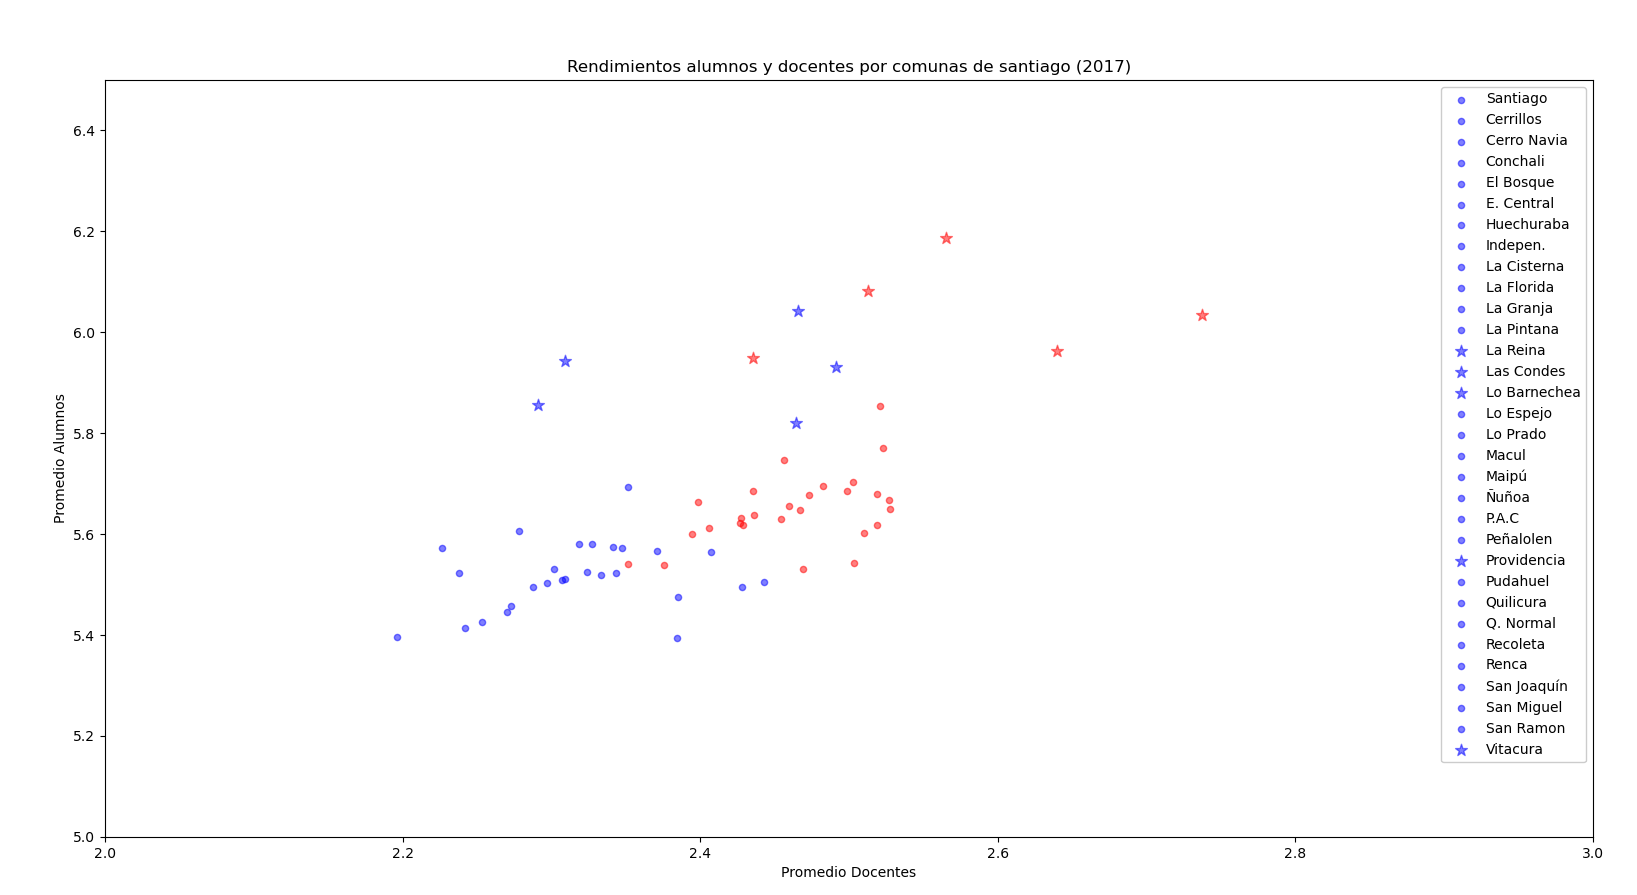 Rendimientos alumnos y docentes por comunas de santiago (2017)
6.4
6.2
6.0
5.8
5.6
5.4
5.2
5.0
Promedio Alumnos
2.0
2.2
2.4
2.6
2.8
3.0
Promedio Docentes
Santiago
Cerrillos
Cerro Navia
Conchali
El Bosque
E. Central
Huechuraba
Indepen.
La Cisterna
La Florida
La Granja
La Pintana
La Reina
Las Condes
Lo Barnechea
Lo Espejo
Lo Prado
Macul
Maipú
Ñuñoa
P.A.C
Peñalolen
Providencia
Pudahuel
Quilicura
Q. Normal
Recoleta
Renca
San Joaquín
San Miguel
San Ramon
Vitacura